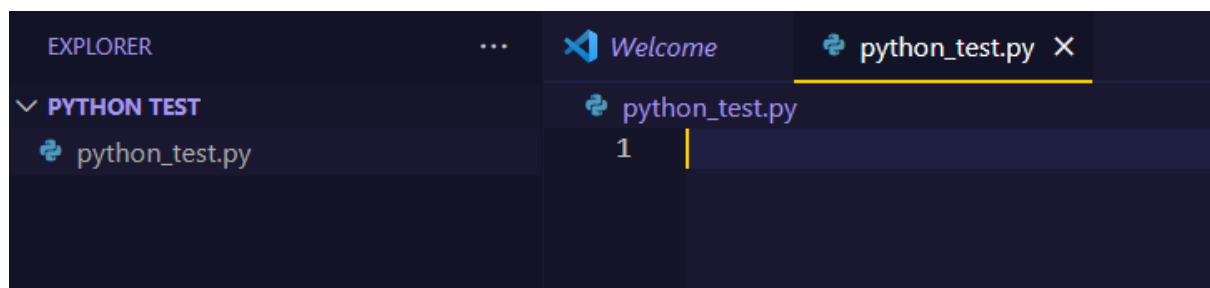 EXPLORER ...
PYTHON TEST
python_test.py
Welcome python_test.py
python_test.py
1